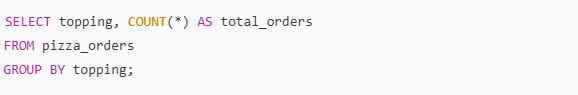 SELECT topping, COUNT(*) AS total_orders
FROM pizza_orders
GROUP BY topping;